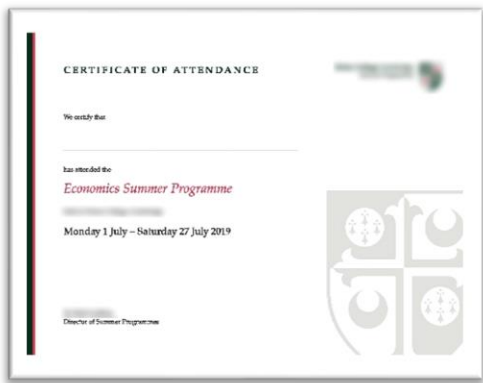 CERTIFICATE OF ATTENDANCE
We certify that
has attended the
Economics Summer Programme
Monday 1 July – Saturday 27 July 2019
Director of Summer Programmes